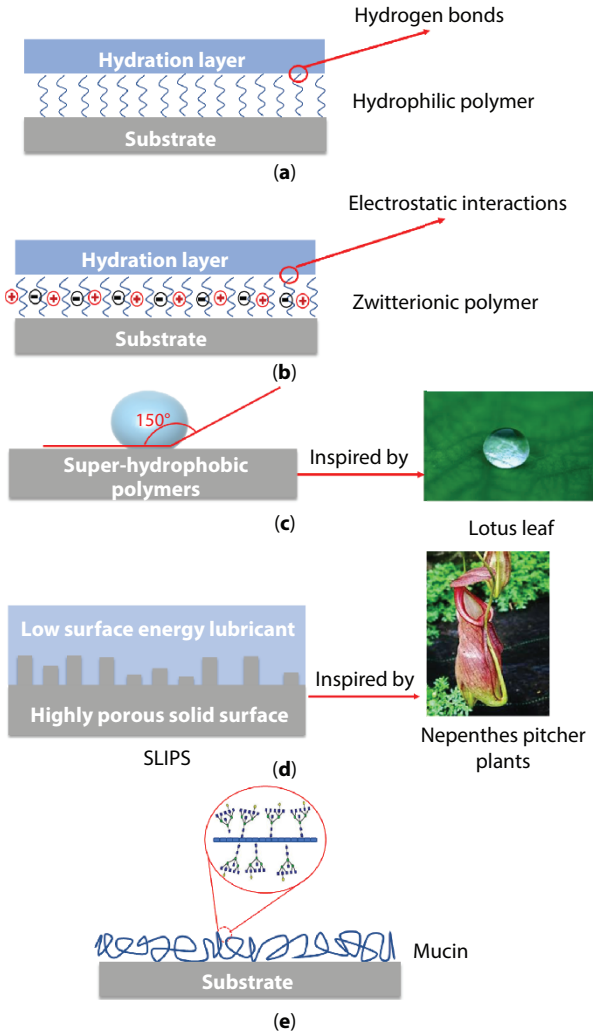 Hydrogen bonds
Hydration layer
Hydrophilic polymer
Substrate
(a)
Electrostatic interactions
Hydration layer
+ - + - + - + - + - + - + - +
Zwitterionic polymer
Substrate
(b)
150°
Super-hydrophobic
polymers
Inspired by
Lotus leaf
(c)
Low surface energy lubricant
Highly porous solid surface
Inspired by
Nepenthes pitcher
plants
SLIPS
(d)
Mucin
Substrate
(e)